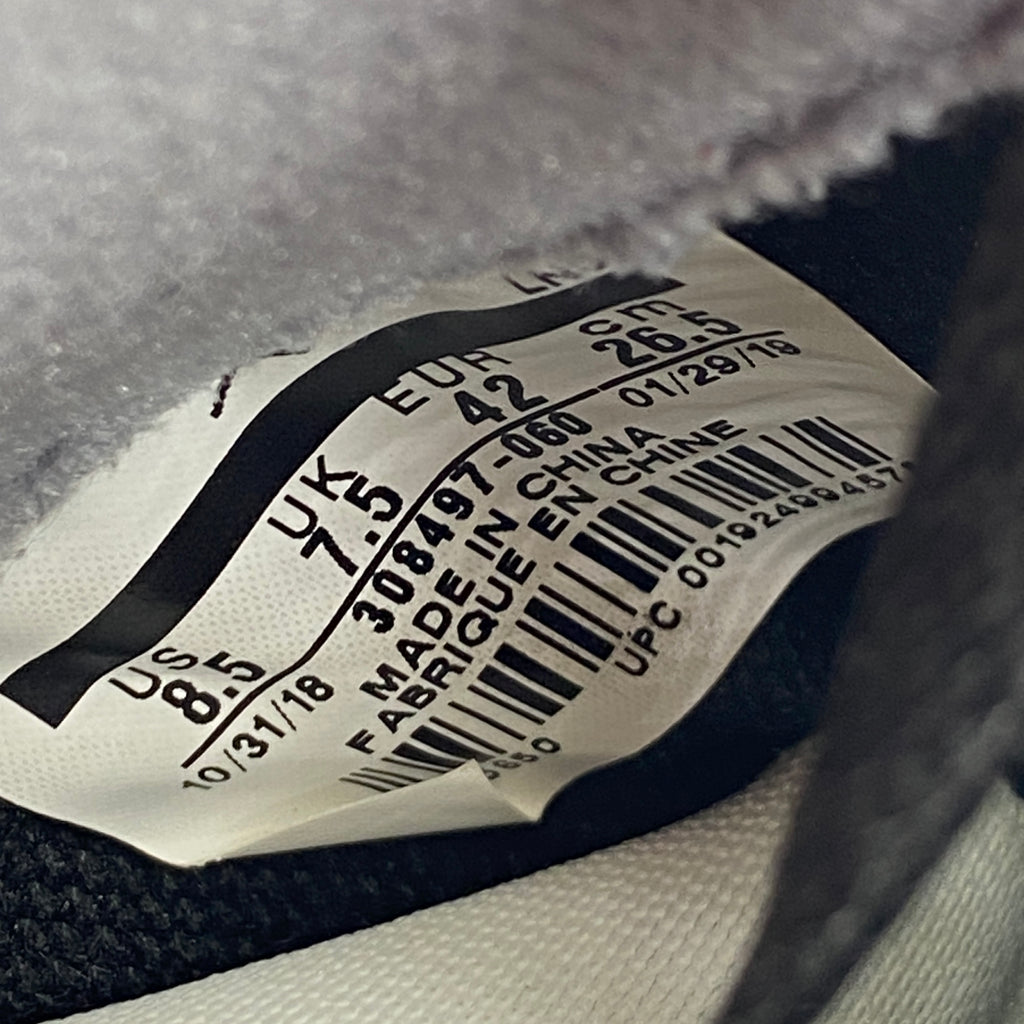 US UK EUR cm
8.5 7.5 42 26.5
10/31/18 308497-060 01/29/19
MADE IN CHINA
FABRIQUE EN CHINE
UPC 00192499457